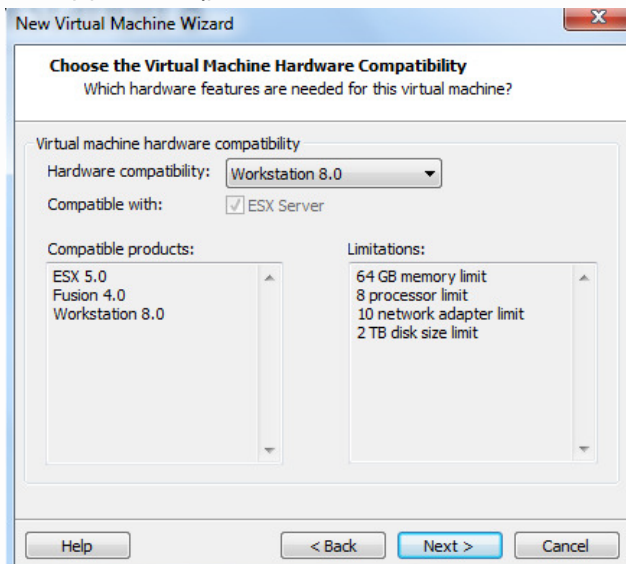 New Virtual Machine Wizard
Choose the Virtual Machine Hardware Compatibility
Which hardware features are needed for this virtual machine?
Virtual machine hardware compatibility
Hardware compatibility: Workstation 8.0
Compatible with: ESX Server
Compatible products:
ESX 5.0
Fusion 4.0
Workstation 8.0
Limitations:
64 GB memory limit
8 processor limit
10 network adapter limit
2 TB disk size limit
Help < Back Next > Cancel